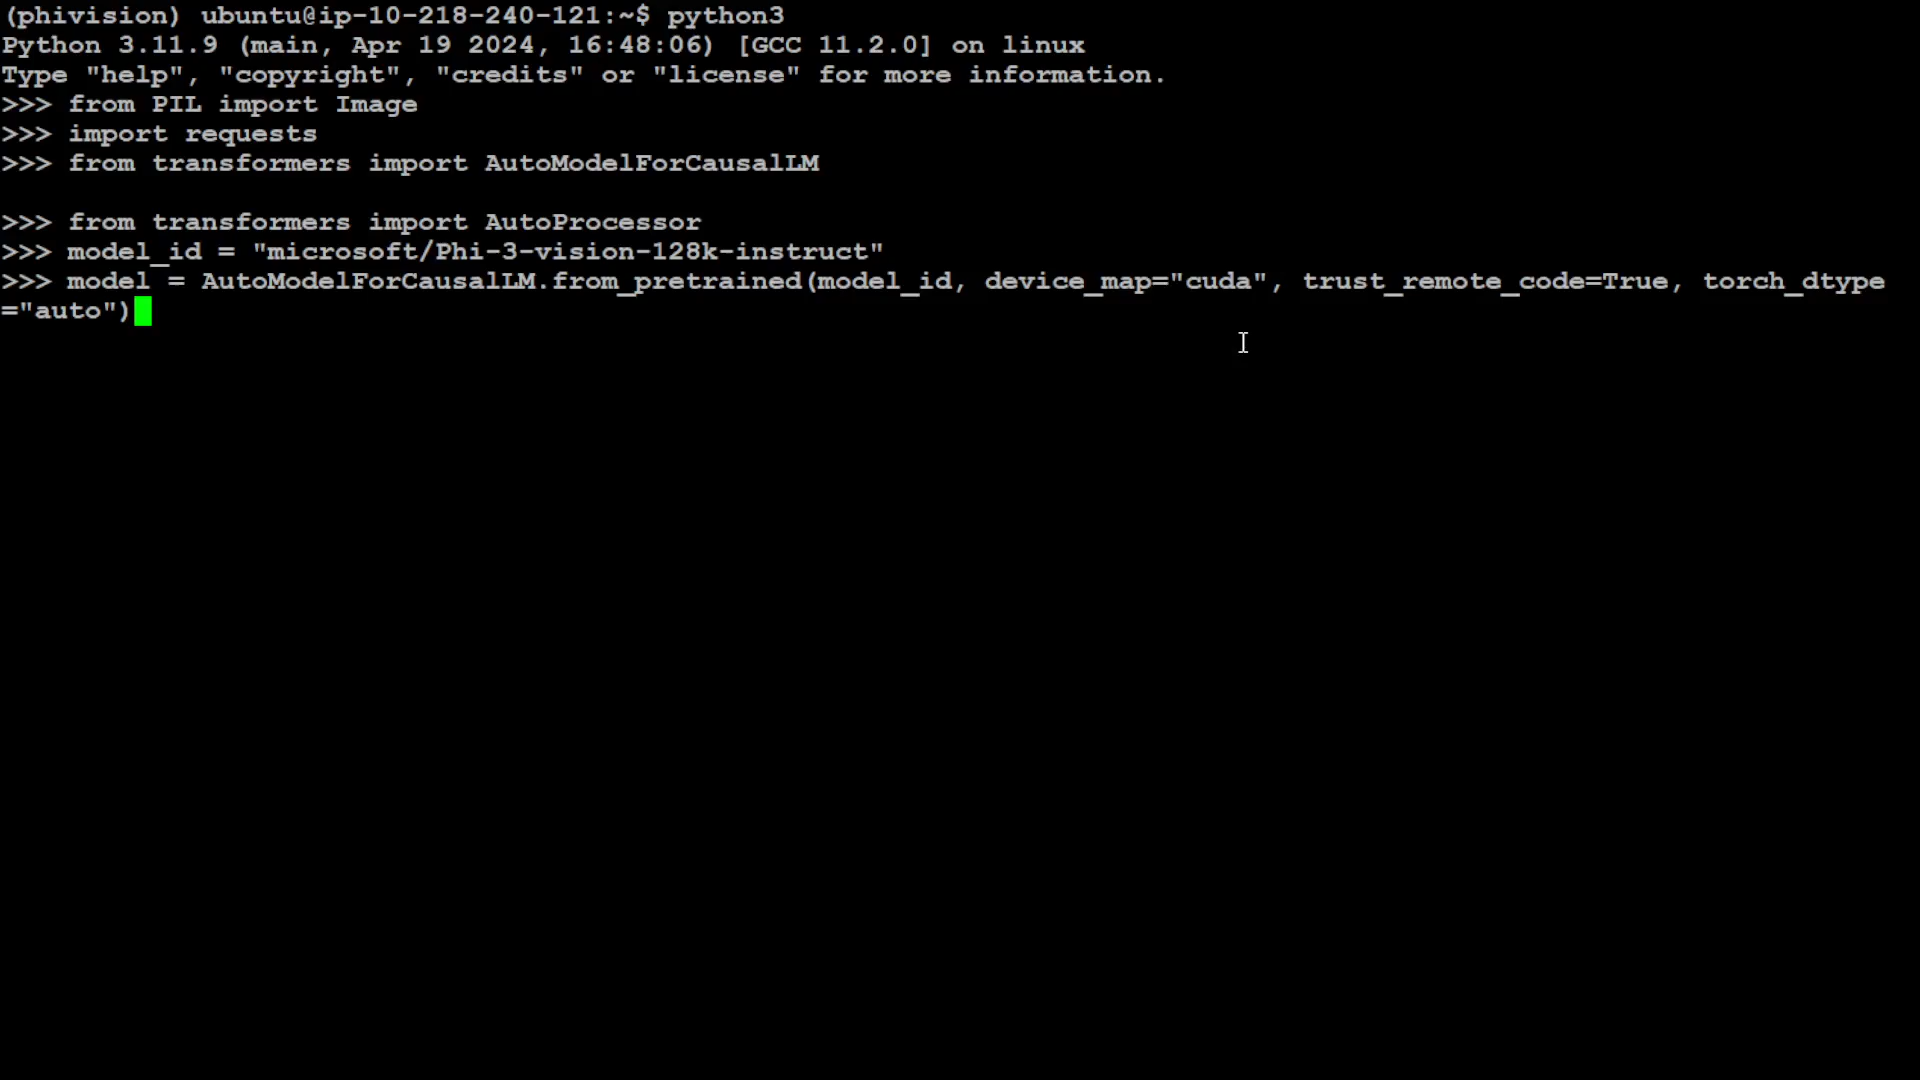 (phivision) ubuntu@ip-10-218-240-121:~$ python3
Python 3.11.9 (main, Apr 19 2024, 16:48:06) [GCC 11.2.0] on linux
Type "help", "copyright", "credits" or "license" for more information.
>>> from PIL import Image
>>> import requests
>>> from transformers import AutoModelForCausalLM
>>> from transformers import AutoProcessor
>>> model_id = "microsoft/Phi-3-vision-128k-instruct"
>>> model = AutoModelForCausalLM.from_pretrained(model_id, device_map="cuda", trust_remote_code=True, torch_dtype
="auto")